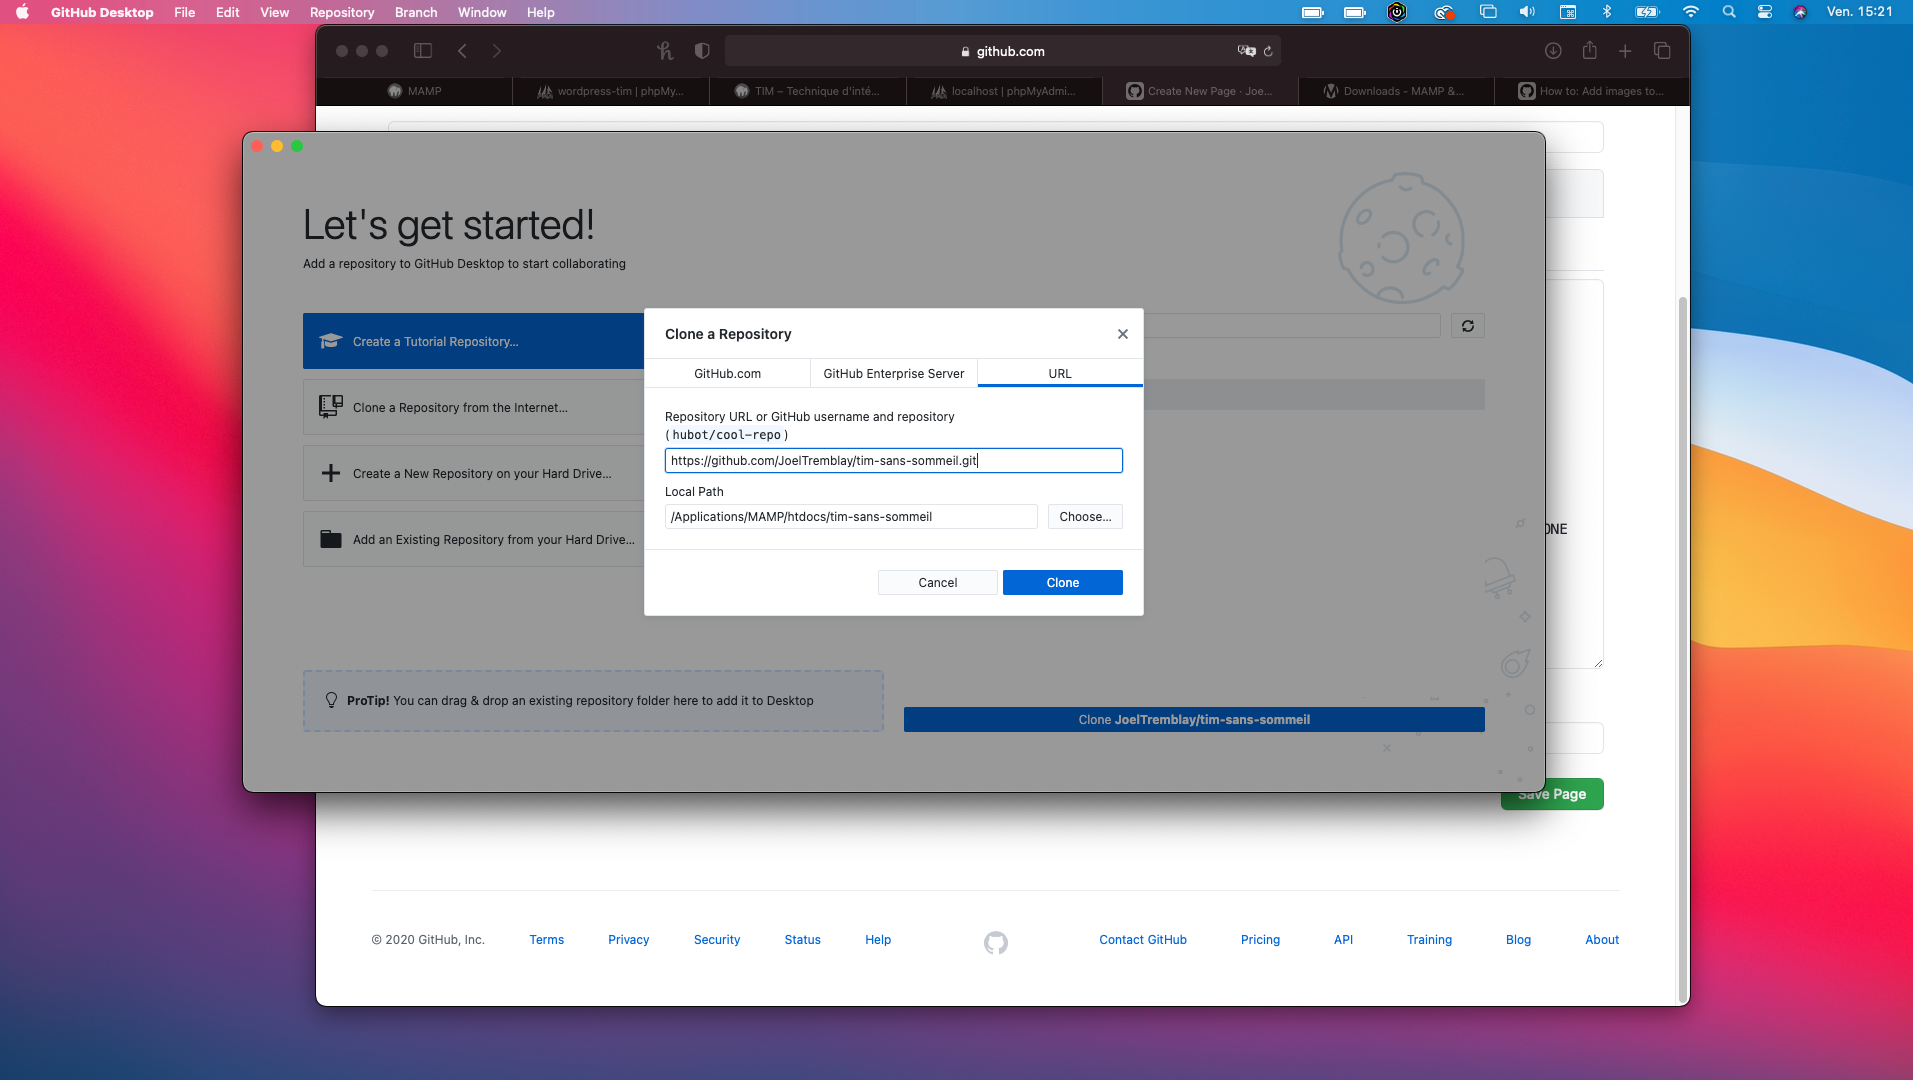 GitHub Desktop File Edit View Repository Branch Window Help
Ven. 15:21
github.com
MAMP
wordpress-tim | phpMy...
TIM – Technique d'inté...
localhost | phpMyAdmi...
Create New Page · Joe...
Downloads - MAMP &...
How to: Add images to...
Let's get started!
Add a repository to GitHub Desktop to start collaborating
Create a Tutorial Repository...
Clone a Repository from the Internet...
Create a New Repository on your Hard Drive...
Add an Existing Repository from your Hard Drive...
Clone a Repository
GitHub.com
GitHub Enterprise Server
URL
Repository URL or GitHub username and repository
(hubot/cool-repo)
https://github.com/JoelTremblay/tim-sans-sommeil.git
Local Path
/Applications/MAMP/htdocs/tim-sans-sommeil
Choose...
Cancel
Clone
ProTip! You can drag & drop an existing repository folder here to add it to Desktop
Clone JoelTremblay/tim-sans-sommeil
Save Page
© 2020 GitHub, Inc.
Terms
Privacy
Security
Status
Help
Contact GitHub
Pricing
API
Training
Blog
About